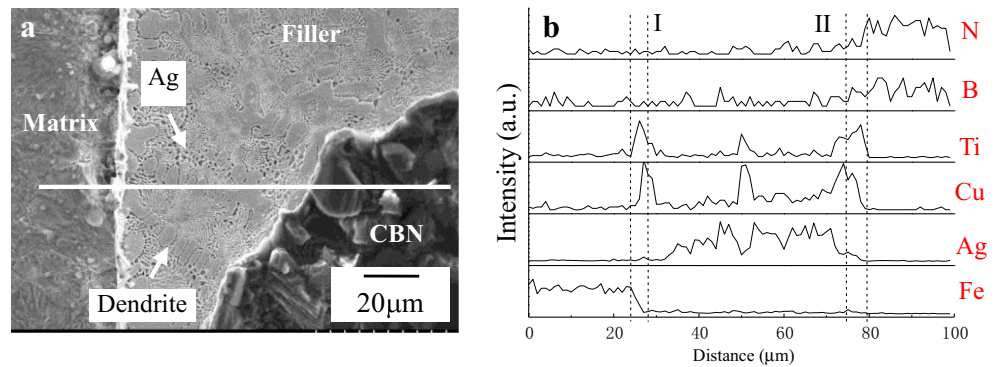 a
Filler
Ag
Matrix
CBN
20μm
Dendrite
b
I
II
N
B
Ti
Cu
Ag
Fe
Intensity (a.u.)
0 20 40 60 80 100
Distance (μm)